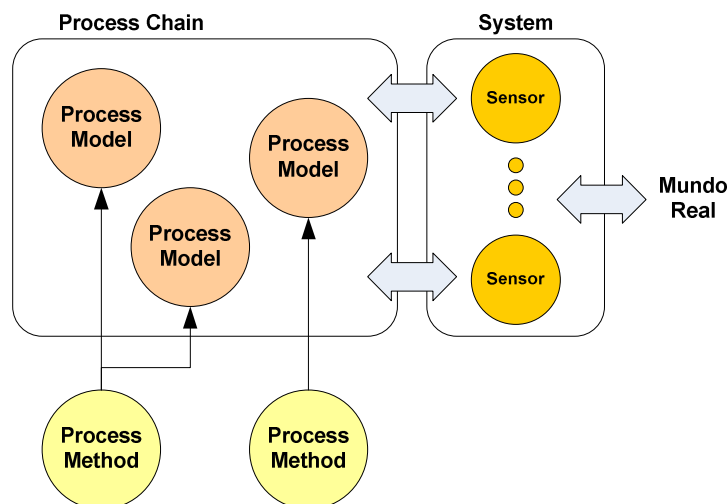 Process Chain
System
Process
Model
Process
Model
Process
Model
Sensor
Sensor
Mundo
Real
Process
Method
Process
Method